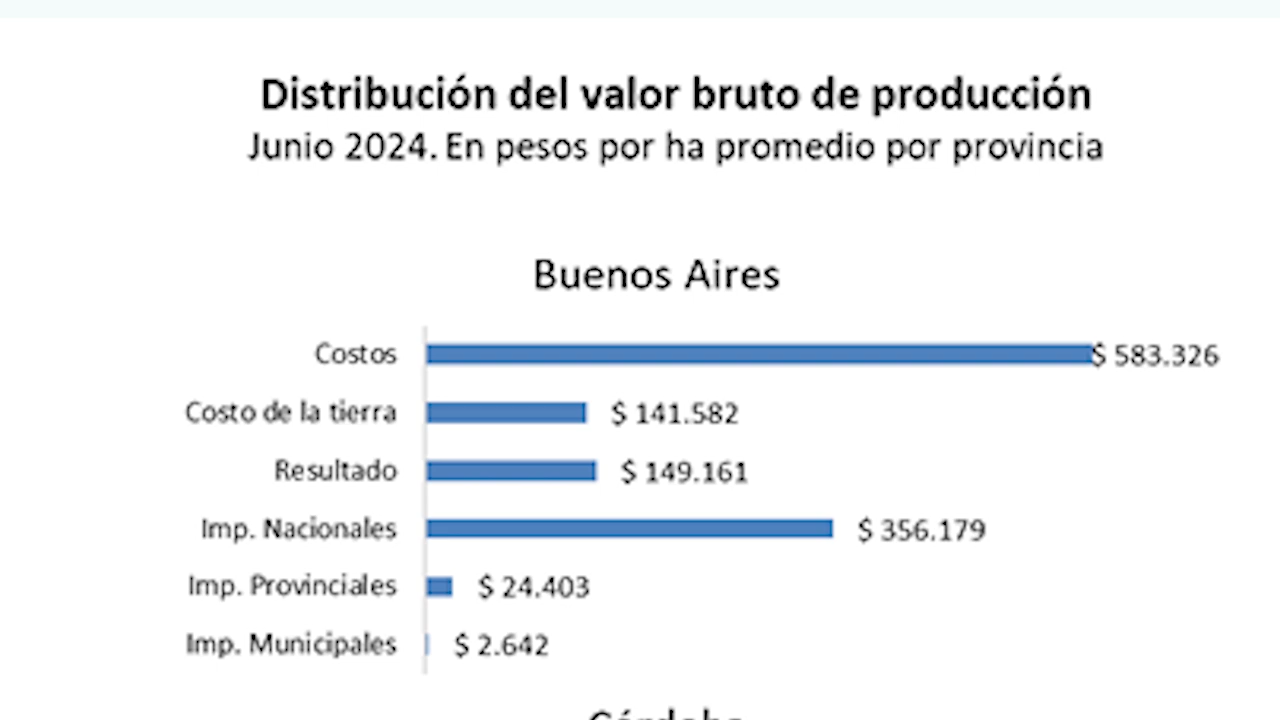 Distribución del valor bruto de producción
Junio 2024. En pesos por ha promedio por provincia
Buenos Aires
Costos $ 583.326
Costo de la tierra $ 141.582
Resultado $ 149.161
Imp. Nacionales $ 356.179
Imp. Provinciales $ 24.403
Imp. Municipales $ 2.642